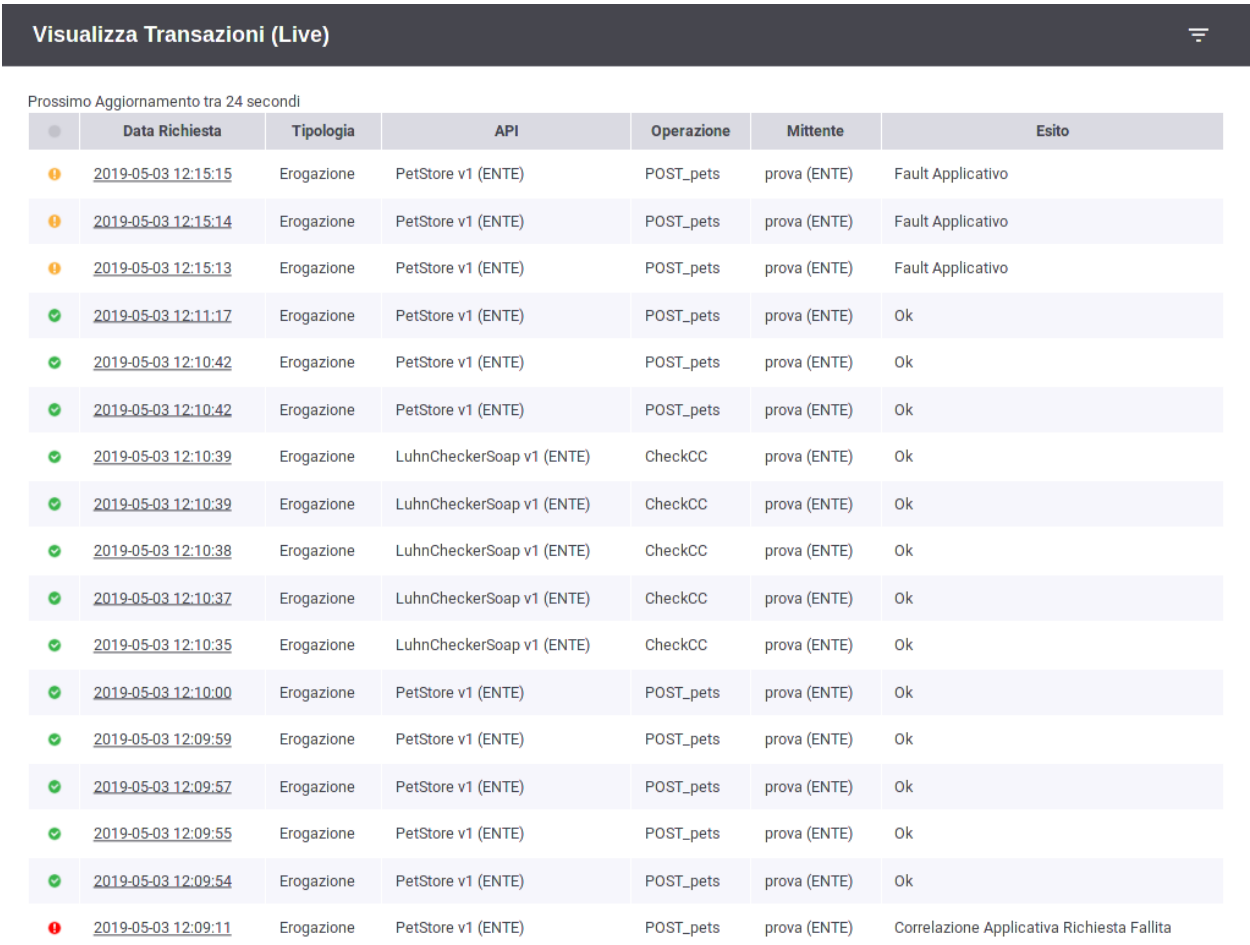 Visualizza Transazioni (Live)
Prossimo Aggiornamento tra 24 secondi
Data Richiesta Tipologia API Operazione Mittente Esito
2019-05-03 12:15:15 Erogazione PetStore v1 (ENTE) POST_pets prova (ENTE) Fault Applicativo
2019-05-03 12:15:14 Erogazione PetStore v1 (ENTE) POST_pets prova (ENTE) Fault Applicativo
2019-05-03 12:15:13 Erogazione PetStore v1 (ENTE) POST_pets prova (ENTE) Fault Applicativo
2019-05-03 12:11:17 Erogazione PetStore v1 (ENTE) POST_pets prova (ENTE) Ok
2019-05-03 12:10:42 Erogazione PetStore v1 (ENTE) POST_pets prova (ENTE) Ok
2019-05-03 12:10:42 Erogazione PetStore v1 (ENTE) POST_pets prova (ENTE) Ok
2019-05-03 12:10:39 Erogazione LuhnCheckerSoap v1 (ENTE) CheckCC prova (ENTE) Ok
2019-05-03 12:10:39 Erogazione LuhnCheckerSoap v1 (ENTE) CheckCC prova (ENTE) Ok
2019-05-03 12:10:38 Erogazione LuhnCheckerSoap v1 (ENTE) CheckCC prova (ENTE) Ok
2019-05-03 12:10:37 Erogazione LuhnCheckerSoap v1 (ENTE) CheckCC prova (ENTE) Ok
2019-05-03 12:10:35 Erogazione LuhnCheckerSoap v1 (ENTE) CheckCC prova (ENTE) Ok
2019-05-03 12:10:00 Erogazione PetStore v1 (ENTE) POST_pets prova (ENTE) Ok
2019-05-03 12:09:59 Erogazione PetStore v1 (ENTE) POST_pets prova (ENTE) Ok
2019-05-03 12:09:57 Erogazione PetStore v1 (ENTE) POST_pets prova (ENTE) Ok
2019-05-03 12:09:55 Erogazione PetStore v1 (ENTE) POST_pets prova (ENTE) Ok
2019-05-03 12:09:54 Erogazione PetStore v1 (ENTE) POST_pets prova (ENTE) Ok
2019-05-03 12:09:11 Erogazione PetStore v1 (ENTE) POST_pets prova (ENTE) Correlazione Applicativa Richiesta Fallita